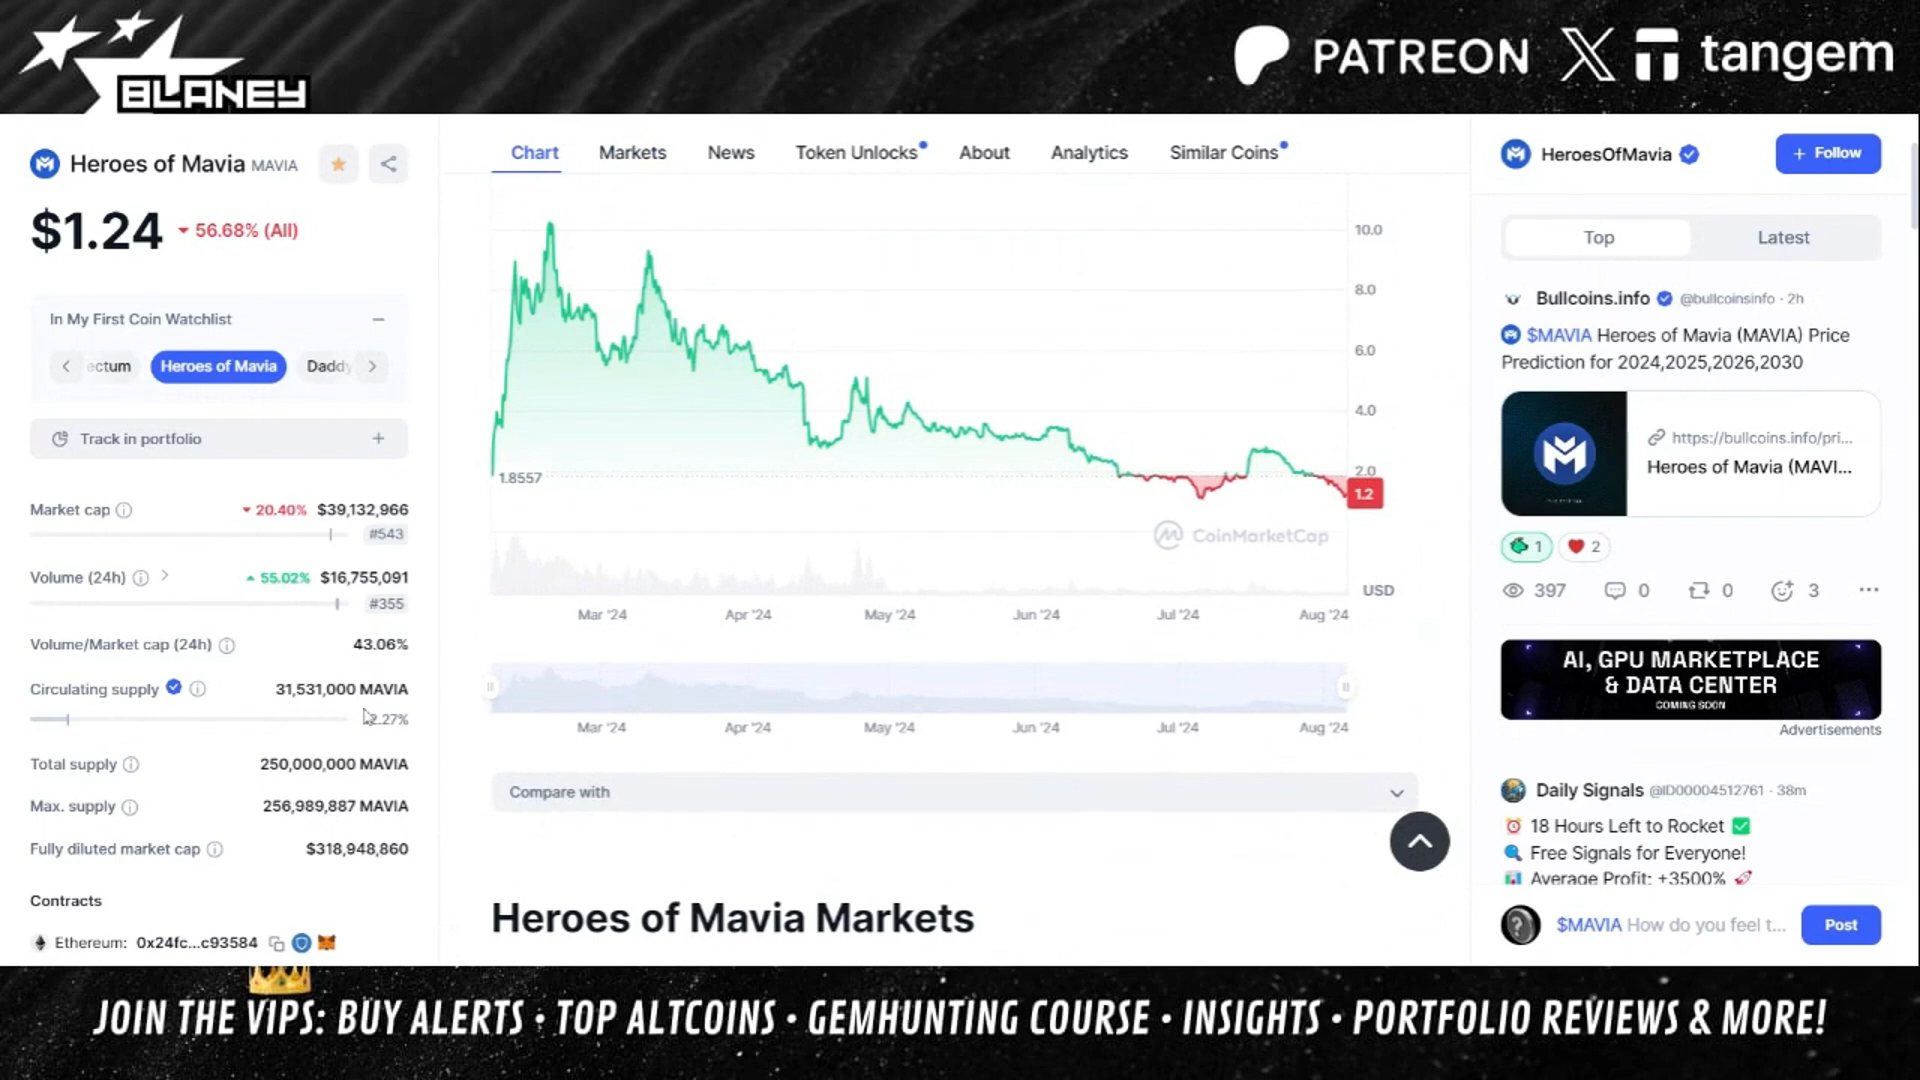 BLANEY
PATREON X tangem
Heroes of Mavia MAVIA
$1.24 56.68% (All)
In My First Coin Watchlist
ectum Heroes of Mavia Daddy
Track in portfolio
Market cap 20.40% $39,132,966
#543
Volume (24h) 55.02% $16,755,091
#355
Volume/Market cap (24h) 43.06%
Circulating supply 31,531,000 MAVIA
2.27%
Total supply 250,000,000 MAVIA
Max. supply 256,989,887 MAVIA
Fully diluted market cap $318,948,860
Contracts
Ethereum: 0x24fc...c93584
Chart Markets News Token Unlocks About Analytics Similar Coins
10.0
8.0
6.0
4.0
2.0
1.8557
1.2
CoinMarketCap
USD
Mar '24 Apr '24 May '24 Jun '24 Jul '24 Aug '24
Mar '24 Apr '24 May '24 Jun '24 Jul '24 Aug '24
Compare with
Heroes of Mavia Markets
HeroesOfMavia + Follow
Top Latest
Bullcoins.info @bullcoinsinfo · 2h
$MAVIA Heroes of Mavia (MAVIA) Price
Prediction for 2024,2025,2026,2030
https://bullcoins.info/pri...
Heroes of Mavia (MAVI...
1 2
397 0 0 3
AI, GPU MARKETPLACE
& DATA CENTER
COMING SOON
Advertisements
Daily Signals @ID00004512761 · 38m
18 Hours Left to Rocket
Free Signals for Everyone!
Average Profit: +3500%
$MAVIA How do you feel t... Post
JOIN THE VIPS: BUY ALERTS · TOP ALTCOINS · GEMHUNTING COURSE · INSIGHTS · PORTFOLIO REVIEWS & MORE!